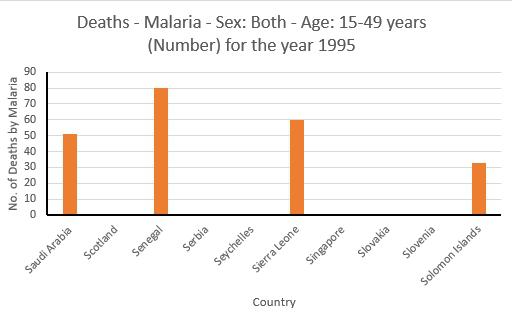 Deaths - Malaria - Sex: Both - Age: 15-49 years
(Number) for the year 1995
No. of Deaths by Malaria
90
80
70
60
50
40
30
20
10
0
Saudi Arabia
Scotland
Senegal
Serbia
Seychelles
Sierra Leone
Singapore
Slovakia
Slovenia
Solomon Islands
Country